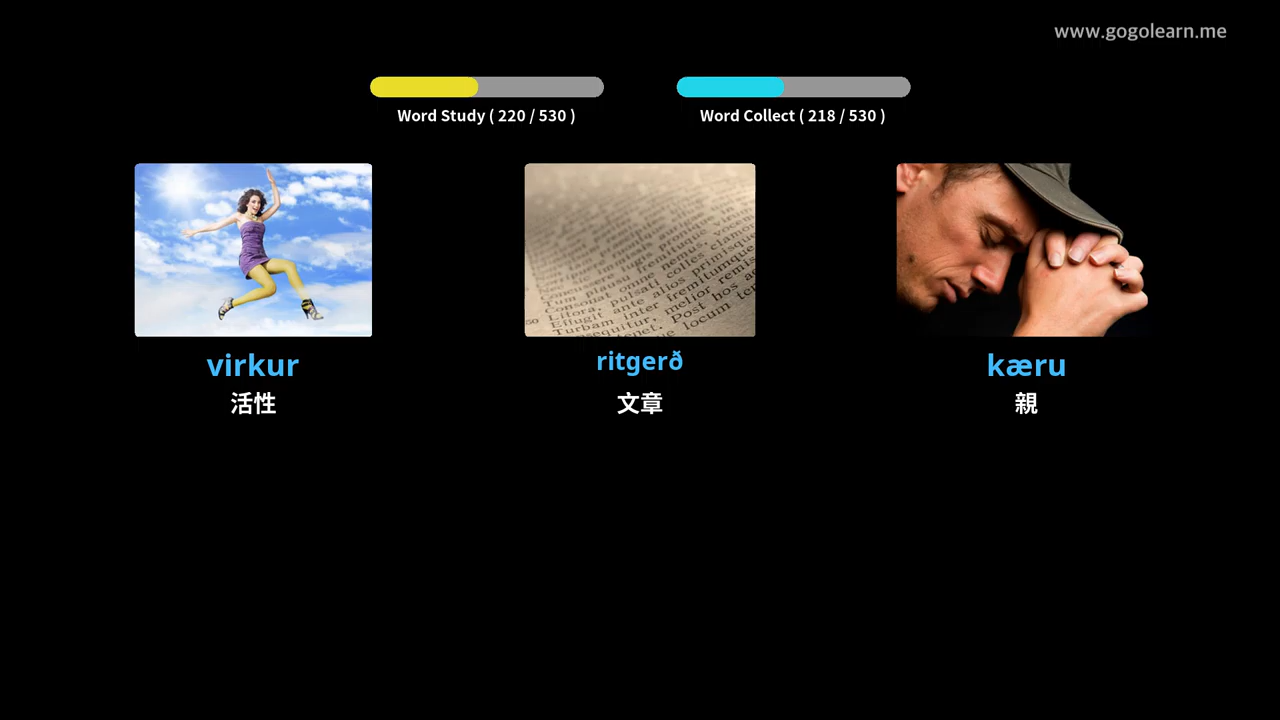 www.gogolearn.me
Word Study ( 220 / 530 )
Word Collect ( 218 / 530 )
virkur
ritgerð
kæru
活性
文章
親